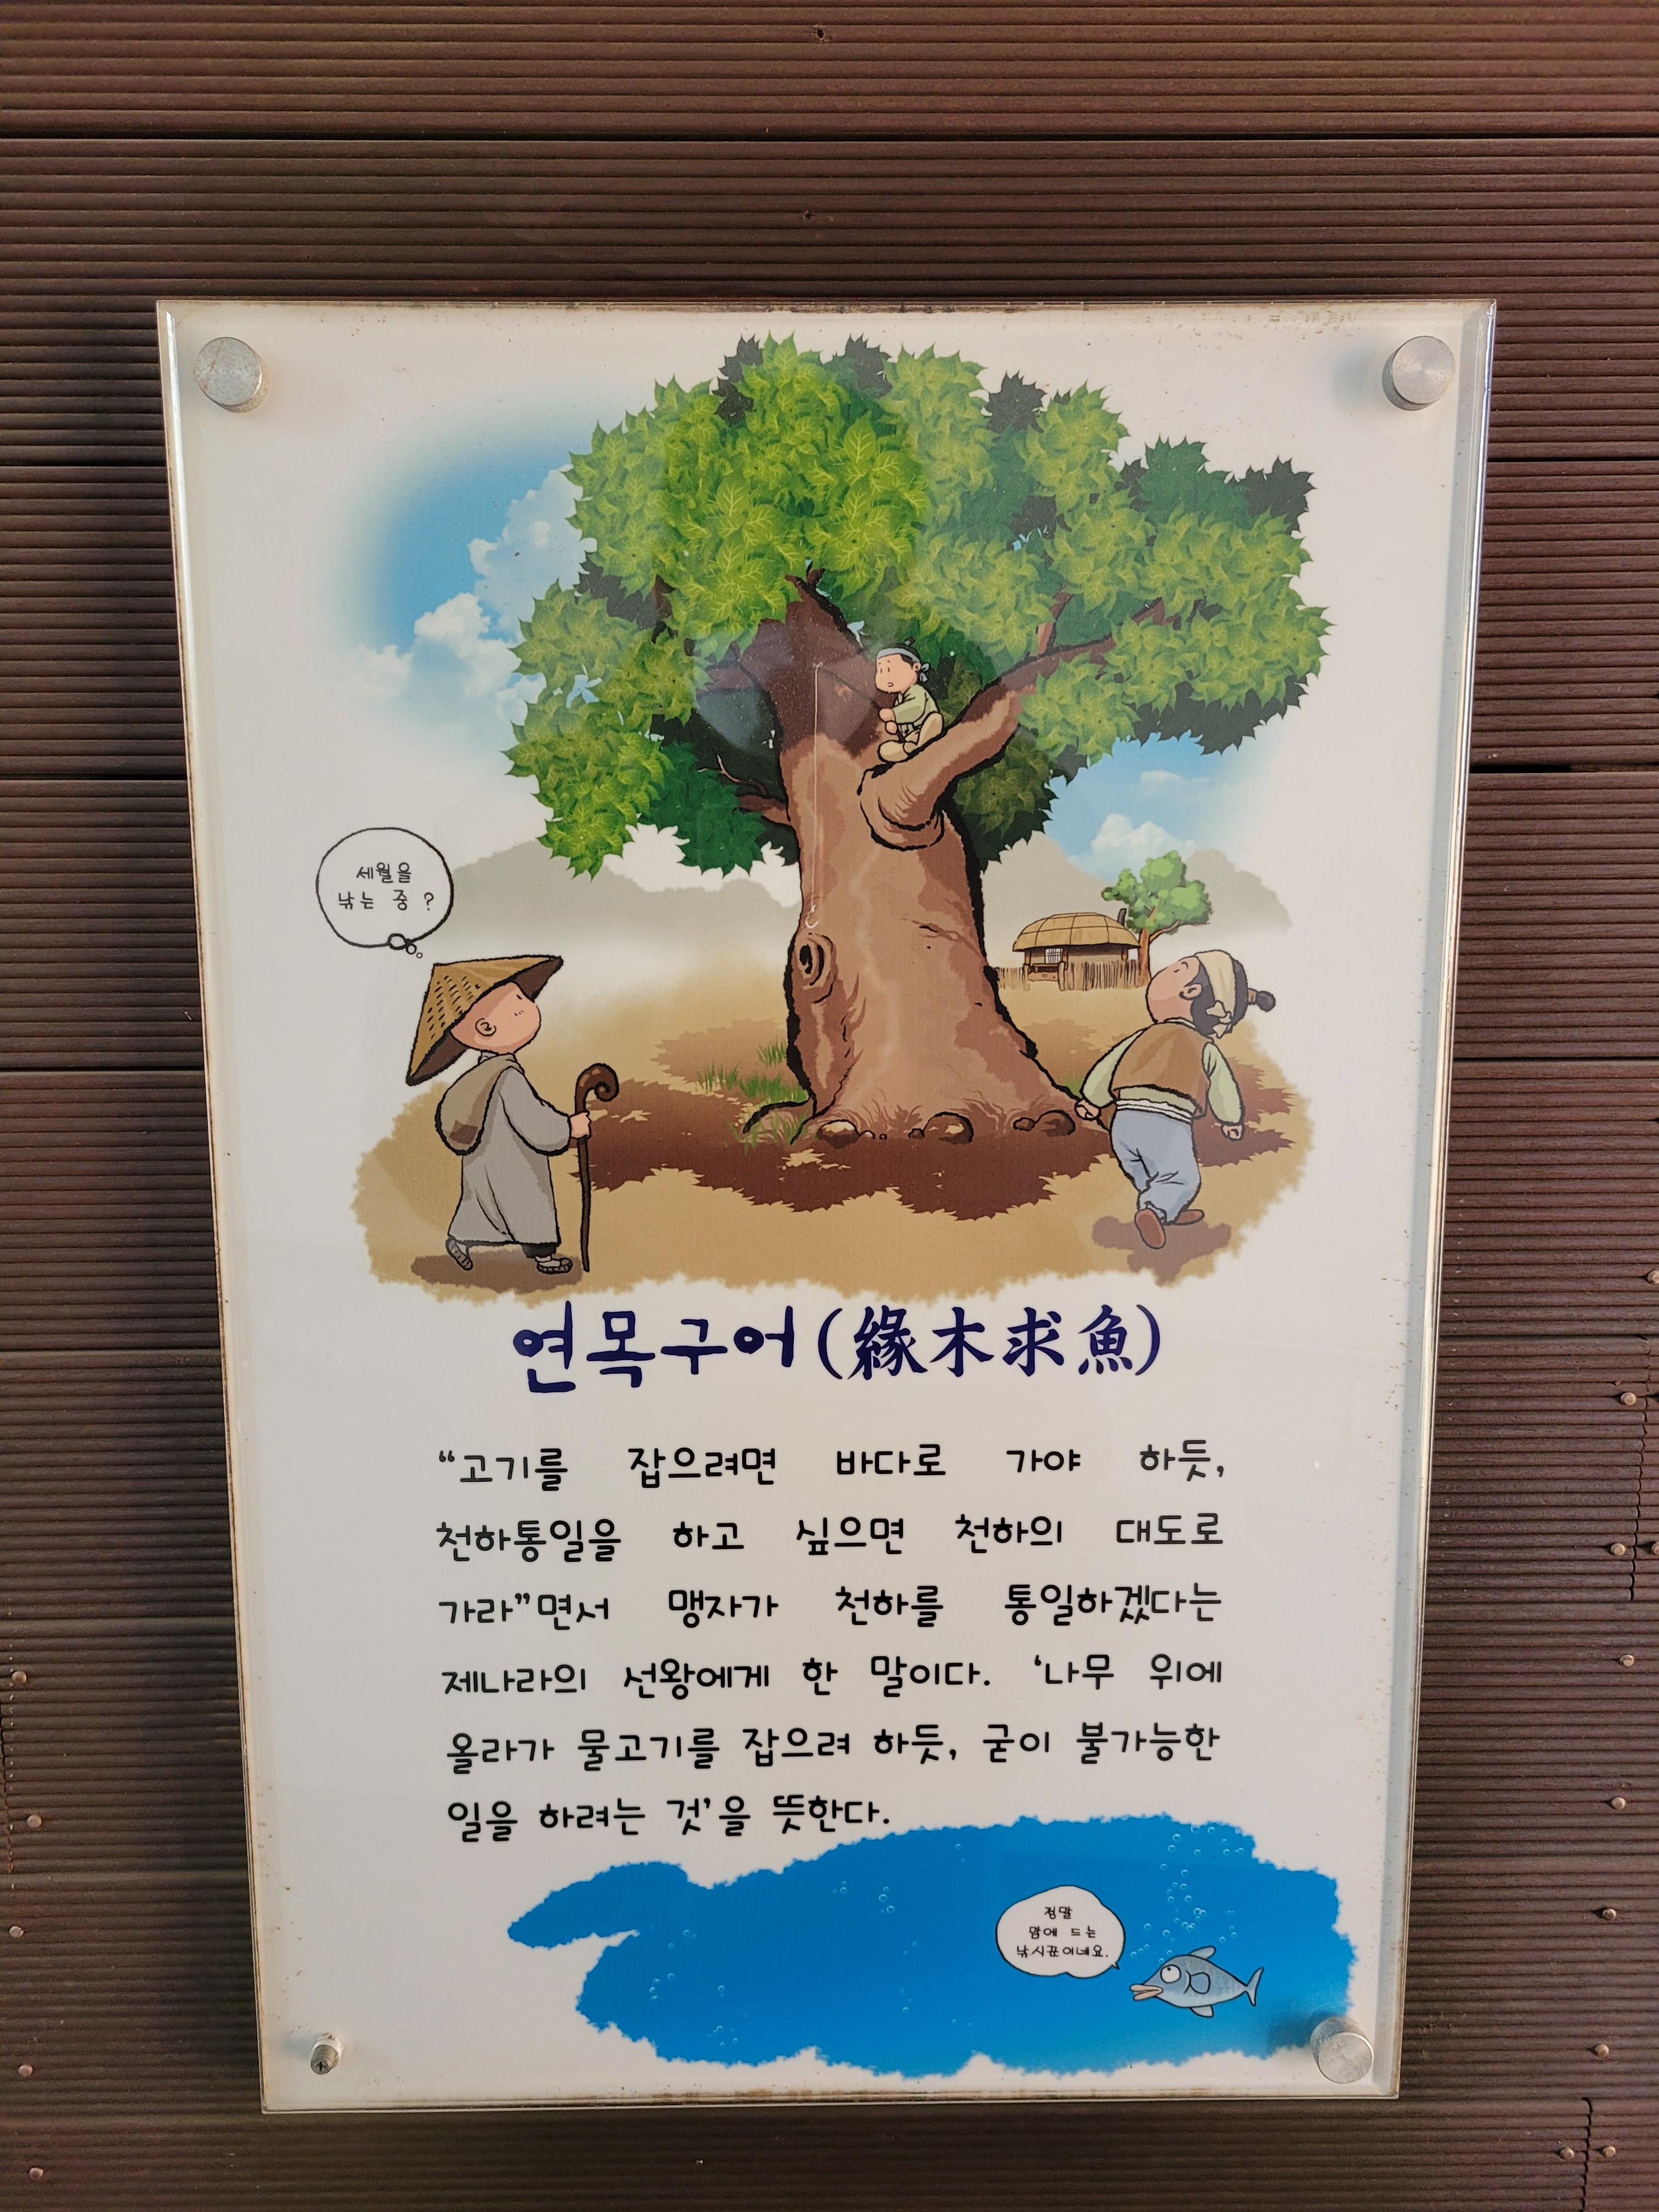 세월을
낚는 중 ?
연목구어(緣木求魚)
“고기를 잡으려면 바다로 가야 하듯,
천하통일을 하고 싶으면 천하의 대도로
가라”면서 맹자가 천하를 통일하겠다는
제나라의 선왕에게 한 말이다. ‘나무 위에
올라가 물고기를 잡으려 하듯, 굳이 불가능한
일을 하려는 것’을 뜻한다.
정말
맘에 드는
낚시꾼이네요.